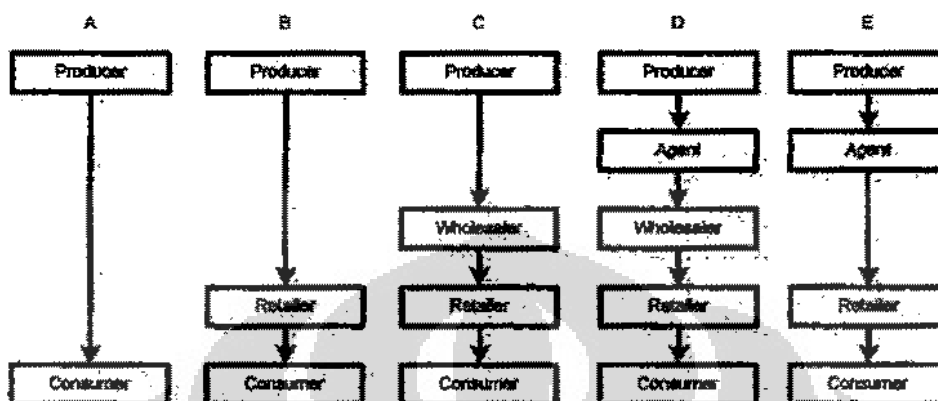 A B C D E
Producer Producer Producer Producer Producer
Agent Agent
Wholesaler Wholesaler
Retailer Retailer Retailer Retailer
Consumer Consumer Consumer Consumer Consumer